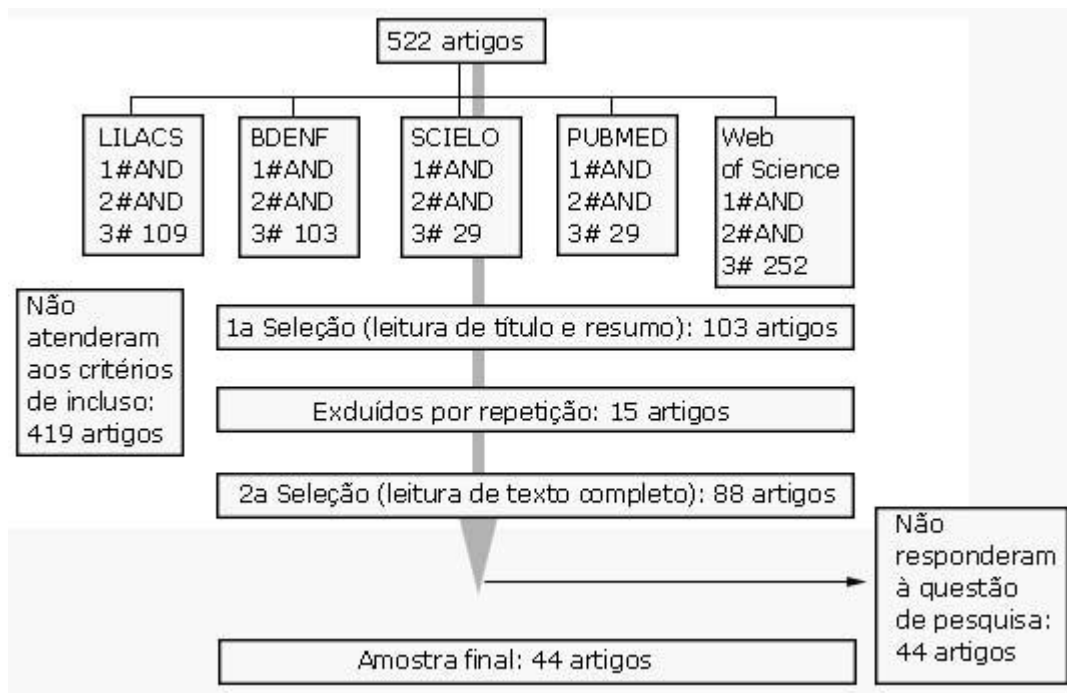 522 artigos
LILACS
1#AND
2#AND
3# 109
BDENF
1#AND
2#AND
3# 103
SCIELO
1#AND
2#AND
3# 29
PUBMED
1#AND
2#AND
3# 29
Web
of Science
1#AND
2#AND
3# 252
Não
atenderam
aos critérios
de incluso:
419 artigos
1a Seleção (leitura de título e resumo): 103 artigos
Exduídos por repetição: 15 artigos
2a Seleção (leitura de texto completo): 88 artigos
Não
responderam
à questão
de pesquisa:
44 artigos
Amostra final: 44 artigos